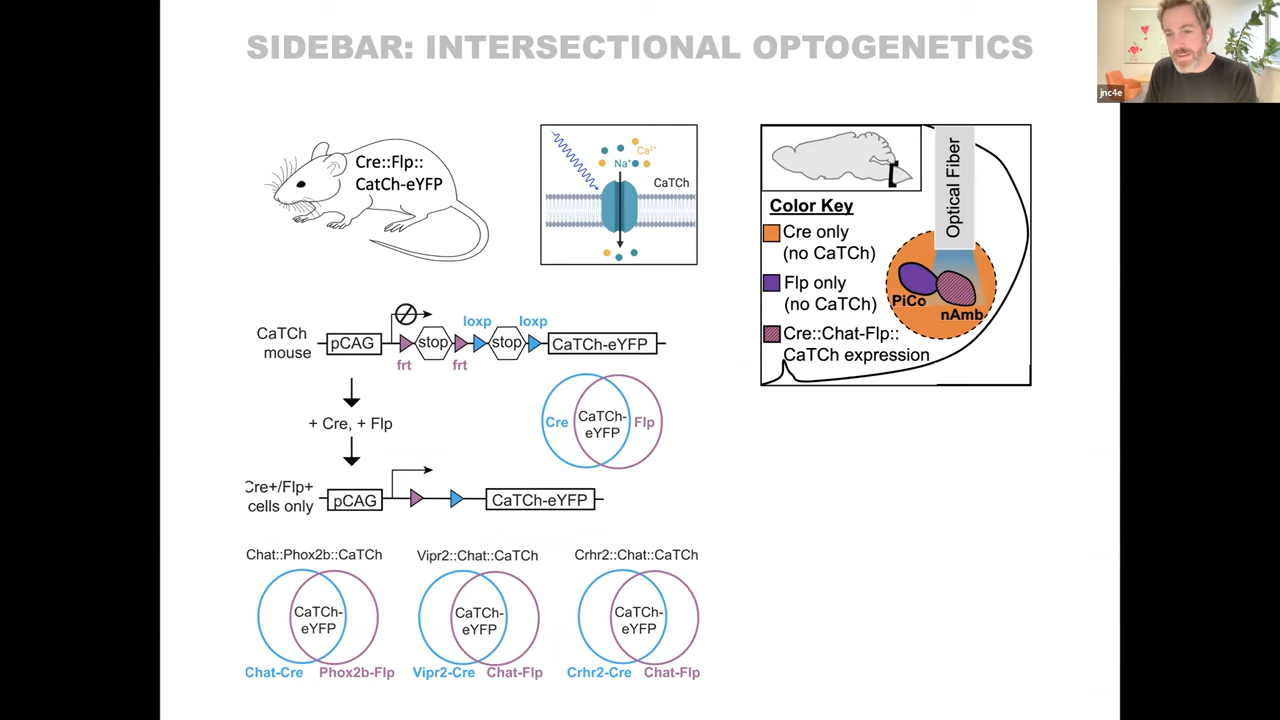 SIDEBAR: INTERSECTIONAL OPTOGENETICS
jnc4e
Cre::Flp::
CatCh-eYFP
Ca²⁺
Na⁺
CaTCh
Optical Fiber
Color Key
Cre only
(no CaTCh)
Flp only
(no CaTCh)
Cre::Chat-Flp::
CaTCh expression
PiCo
nAmb
CaTCh
mouse
pCAG
stop
stop
CaTCh-eYFP
loxp
loxp
frt
frt
+ Cre, + Flp
Cre
CaTCh-
eYFP
Flp
Cre+/Flp+
cells only
pCAG
CaTCh-eYFP
Chat::Phox2b::CaTCh
CaTCh-
eYFP
Chat-Cre
Phox2b-Flp
Vipr2::Chat::CaTCh
CaTCh-
eYFP
Vipr2-Cre
Chat-Flp
Crhr2::Chat::CaTCh
CaTCh-
eYFP
Crhr2-Cre
Chat-Flp